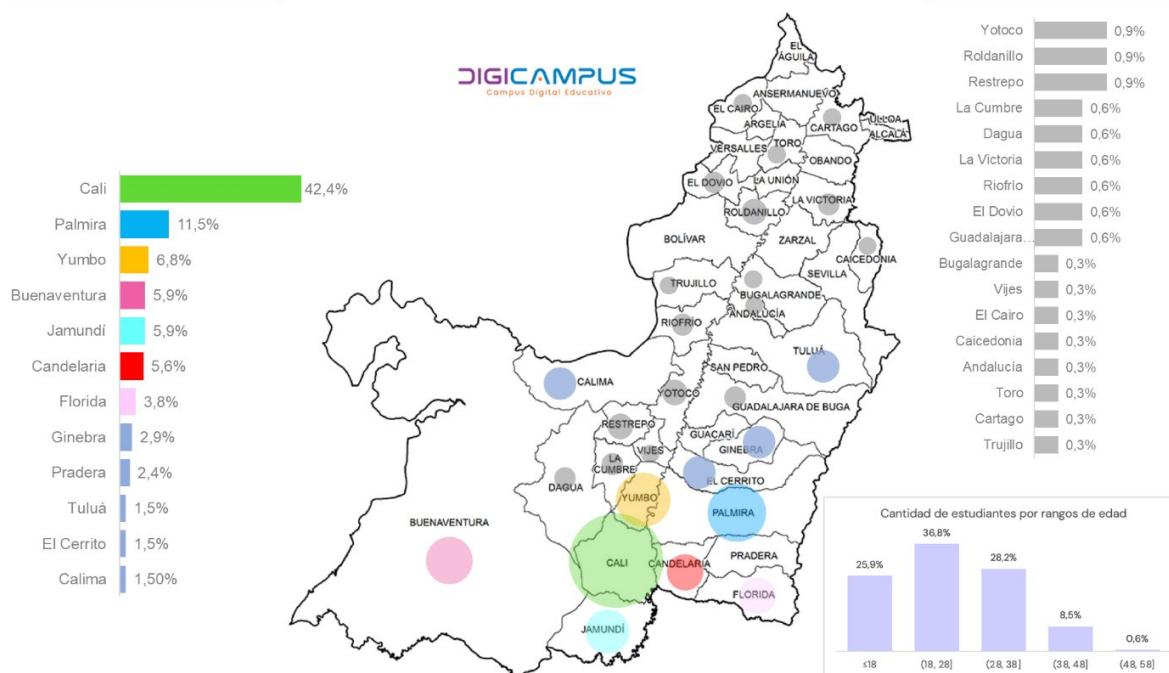 DIGICAMPUS
Campus Digital Educativo
Cali 42,4%
Palmira 11,5%
Yumbo 6,8%
Buenaventura 5,9%
Jamundí 5,9%
Candelaria 5,6%
Florida 3,8%
Ginebra 2,9%
Pradera 2,4%
Tuluá 1,5%
El Cerrito 1,5%
Calima 1,50%
EL
ÁGUILA
ANSERMANUEVO
EL CAIRO
ARGELIA
CARTAGO
ULLOA
ALCALÁ
VERSALLES
TORO
OBANDO
EL DOVIO
LA UNIÓN
ROLDANILLO
LA VICTORIA
BOLÍVAR
ZARZAL
CAICEDONIA
SEVILLA
TRUJILLO
BUGALAGRANDE
ANDALUCÍA
RIOFRÍO
TULUÁ
SAN PEDRO
CALIMA
YOTOCO
GUADALAJARA DE BUGA
RESTREPO
GUACARÍ
GINEBRA
VIJES
LA
CUMBRE
EL CERRITO
DAGUA
YUMBO
PALMIRA
BUENAVENTURA
PRADERA
CALI
CANDELARIA
FLORIDA
JAMUNDÍ
Yotoco 0,9%
Roldanillo 0,9%
Restrepo 0,9%
La Cumbre 0,6%
Dagua 0,6%
La Victoria 0,6%
Riofrío 0,6%
El Dovio 0,6%
Guadalajara... 0,6%
Bugalagrande 0,3%
Vijes 0,3%
El Cairo 0,3%
Caicedonia 0,3%
Andalucía 0,3%
Toro 0,3%
Cartago 0,3%
Trujillo 0,3%
Cantidad de estudiantes por rangos de edad
25,9% 36,8% 28,2% 8,5% 0,6%
≤18 (18, 28] (28, 38] (38, 48] (48, 58]